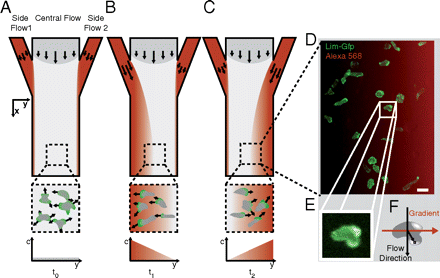 A
B
C
D
Side
Flow1
Central Flow
Side
Flow 2
Lim-Gfp
Alexa 568
x
y
E
F
Gradient
Flow
Direction
c
y
t0
c
y
t1
c
y
t2